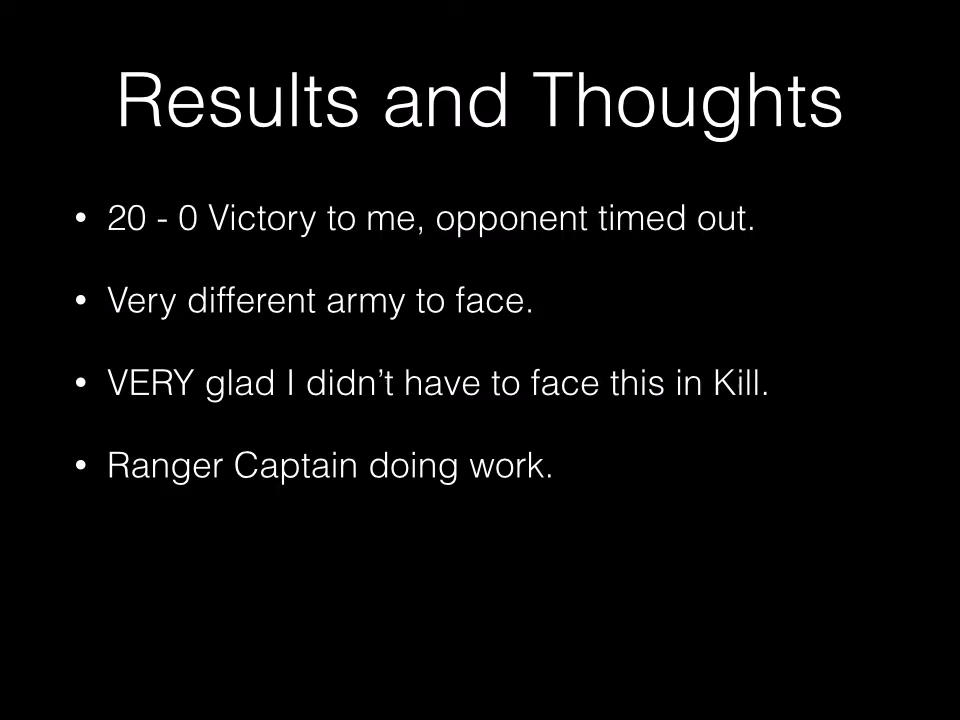 Results and Thoughts
• 20 - 0 Victory to me, opponent timed out.
• Very different army to face.
• VERY glad I didn’t have to face this in Kill.
• Ranger Captain doing work.